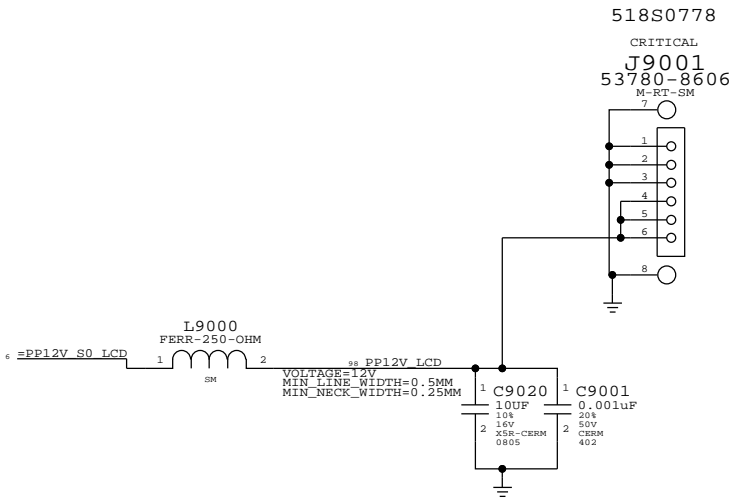 518S0778
CRITICAL
J9001
53780-8606
M-RT-SM
7
1
2
3
4
5
6
8
L9000
FERR-250-OHM
6 =PP12V_S0_LCD
1
2
SM
98 PP12V_LCD
VOLTAGE=12V
MIN_LINE_WIDTH=0.5MM
MIN_NECK_WIDTH=0.25MM
1
C9020
10UF
10%
16V
2
X5R-CERM
0805
1
C9001
0.001uF
20%
50V
2
CERM
402